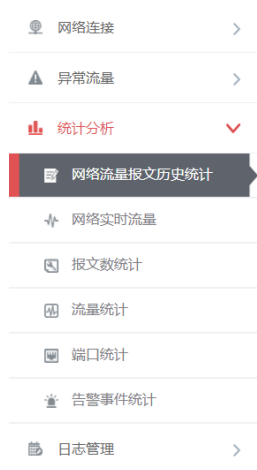 网络连接
异常流量
统计分析
网络流量报文历史统计
网络实时流量
报文数统计
流量统计
端口统计
告警事件统计
日志管理